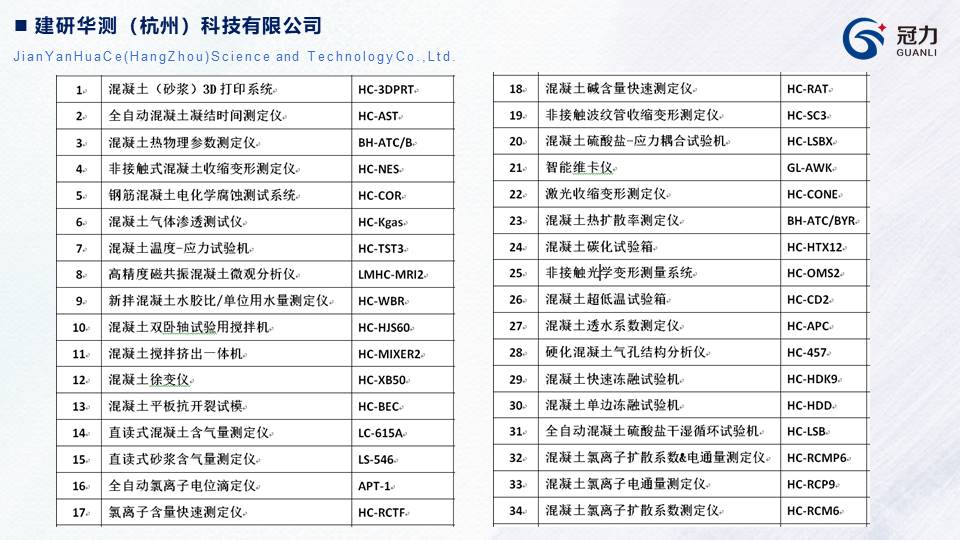 建研华测（杭州）科技有限公司
JianYanHuaCe(HangZhou)Science and TechnologyCo.,Ltd.
冠力
GUANLI
1 混凝土（砂浆）3D打印系统 HC-3DPRT
2 全自动混凝土凝结时间测定仪 HC-AST
3 混凝土热物理参数测定仪 BH-ATC/B
4 非接触式混凝土收缩变形测定仪 HC-NES
5 钢筋混凝土电化学腐蚀测试系统 HC-COR
6 混凝土气体渗透测试仪 HC-Kgas
7 混凝土温度-应力试验机 HC-TST3
8 高精度磁共振混凝土微观分析仪 LMHC-MRI2
9 新拌混凝土水胶比/单位用水量测定仪 HC-WBR
10 混凝土双卧轴试验用搅拌机 HC-HJS60
11 混凝土搅拌挤出一体机 HC-MIXER2
12 混凝土徐变仪 HC-XB50
13 混凝土平板抗开裂试模 HC-BEC
14 直读式混凝土含气量测定仪 LC-615A
15 直读式砂浆含气量测定仪 LS-546
16 全自动氯离子电位滴定仪 APT-1
17 氯离子含量快速测定仪 HC-RCTF
18 混凝土碱含量快速测定仪 HC-RAT
19 非接触波纹管收缩变形测定仪 HC-SC3
20 混凝土硫酸盐-应力耦合试验机 HC-LSBX
21 智能维卡仪 GL-AWK
22 激光收缩变形测定仪 HC-CONE
23 混凝土热扩散率测定仪 BH-ATC/BYR
24 混凝土碳化试验箱 HC-HTX12
25 非接触光学变形测量系统 HC-OMS2
26 混凝土超低温试验箱 HC-CD2
27 混凝土透水系数测定仪 HC-APC
28 硬化混凝土气孔结构分析仪 HC-457
29 混凝土快速冻融试验机 HC-HDK9
30 混凝土单边冻融试验机 HC-HDD
31 全自动混凝土硫酸盐干湿循环试验机 HC-LSB
32 混凝土氯离子扩散系数&电通量测定仪 HC-RCMP6
33 混凝土氯离子电通量测定仪 HC-RCP9
34 混凝土氯离子扩散系数测定仪 HC-RCM6